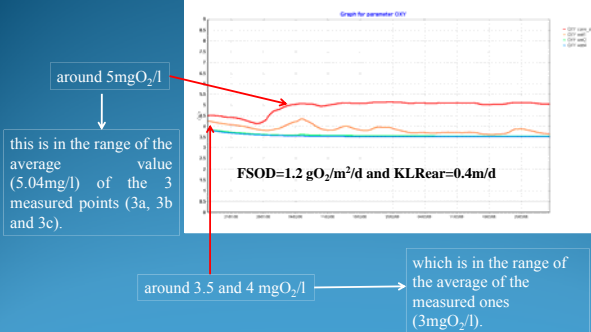 Graph for parameter OXY
around 5mgO₂/l
this is in the range of the
average value
(5.04mg/l) of the 3
measured points (3a, 3b
and 3c).
FSOD=1.2 gO₂/m²/d and KLRear=0.4m/d
around 3.5 and 4 mgO₂/l
which is in the range of
the average of the
measured ones
(3mgO₂/l).